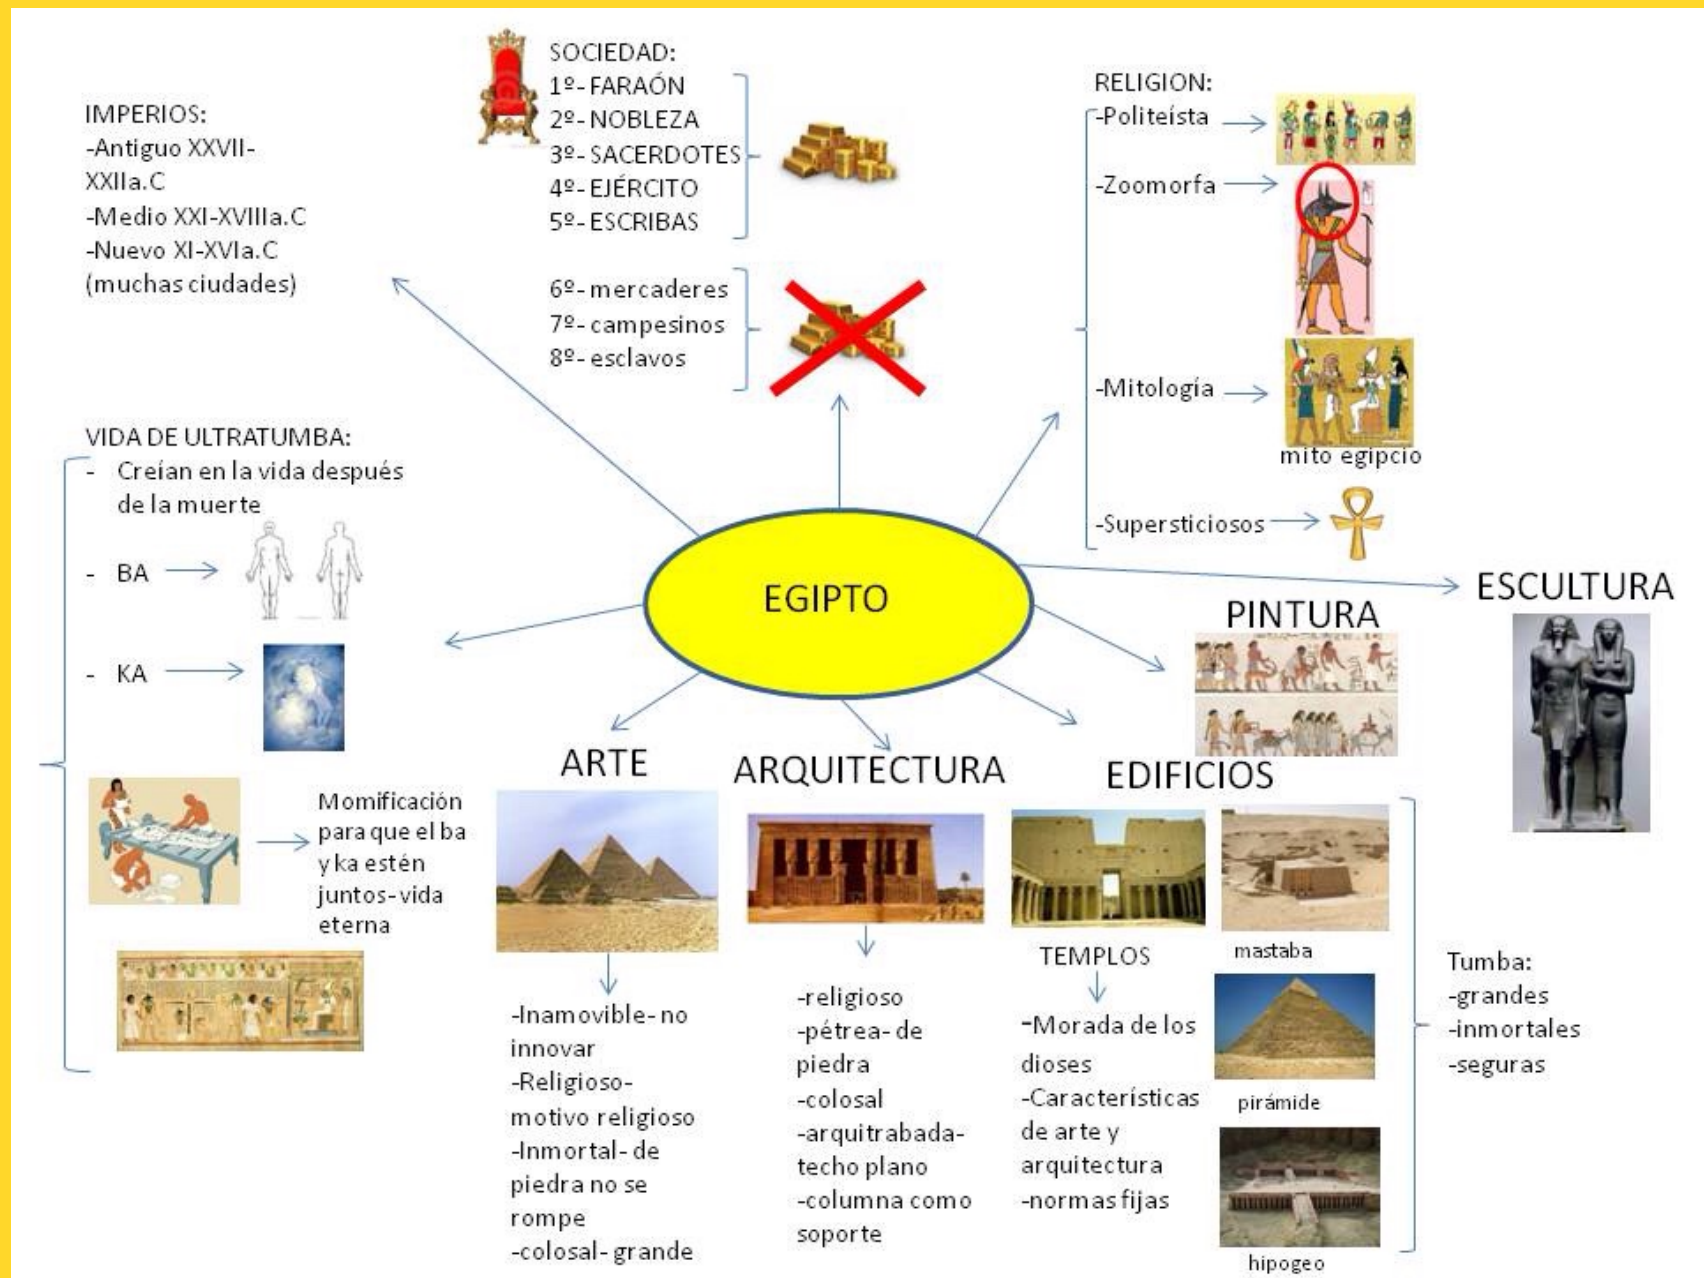 IMPERIOS:
-Antiguo XXVII-
XXIIa.C
-Medio XXI-XVIIIa.C
-Nuevo XI-XVIa.C
(muchas ciudades)
SOCIEDAD:
1º- FARAÓN
2º- NOBLEZA
3º- SACERDOTES
4º- EJÉRCITO
5º- ESCRIBAS
6º- mercaderes
7º- campesinos
8º- esclavos
RELIGION:
-Politeísta
-Zoomorfa
-Mitología
mito egipcio
-Supersticiosos
VIDA DE ULTRATUMBA:
- Creían en la vida después
de la muerte
- BA
- KA
Momificación
para que el ba
y ka estén
juntos- vida
eterna
EGIPTO
ESCULTURA
PINTURA
ARTE
-Inamovible- no
innovar
-Religioso-
motivo religioso
-Inmortal- de
piedra no se
rompe
-colosal- grande
ARQUITECTURA
-religioso
-pétrea- de
piedra
-colosal
-arquitrabada-
techo plano
-columna como
soporte
EDIFICIOS
TEMPLOS
-Morada de los
dioses
-Características
de arte y
arquitectura
-normas fijas
mastaba
pirámide
hipogeo
Tumba:
-grandes
-inmortales
-seguras